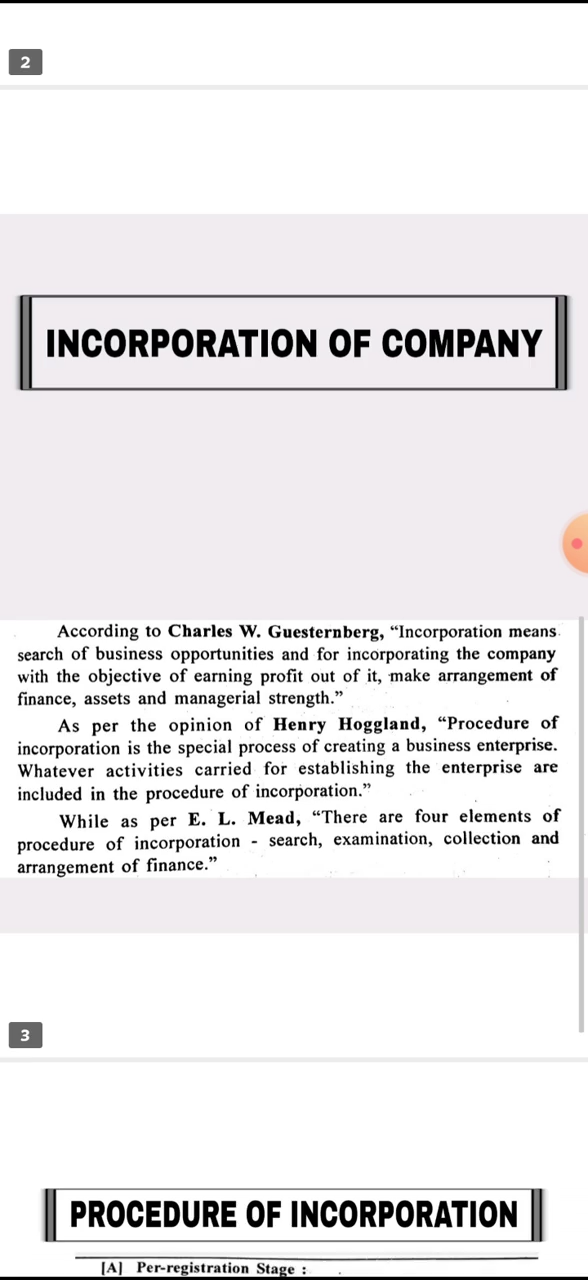 2
INCORPORATION OF COMPANY
According to Charles W. Guesternberg, “Incorporation means
search of business opportunities and for incorporating the company
with the objective of earning profit out of it, make arrangement of
finance, assets and managerial strength.”
As per the opinion of Henry Hoggland, “Procedure of
incorporation is the special process of creating a business enterprise.
Whatever activities carried for establishing the enterprise are
included in the procedure of incorporation.”
While as per E. L. Mead, “There are four elements of
procedure of incorporation - search, examination, collection and
arrangement of finance.”
3
PROCEDURE OF INCORPORATION
[A] Per-registration Stage :